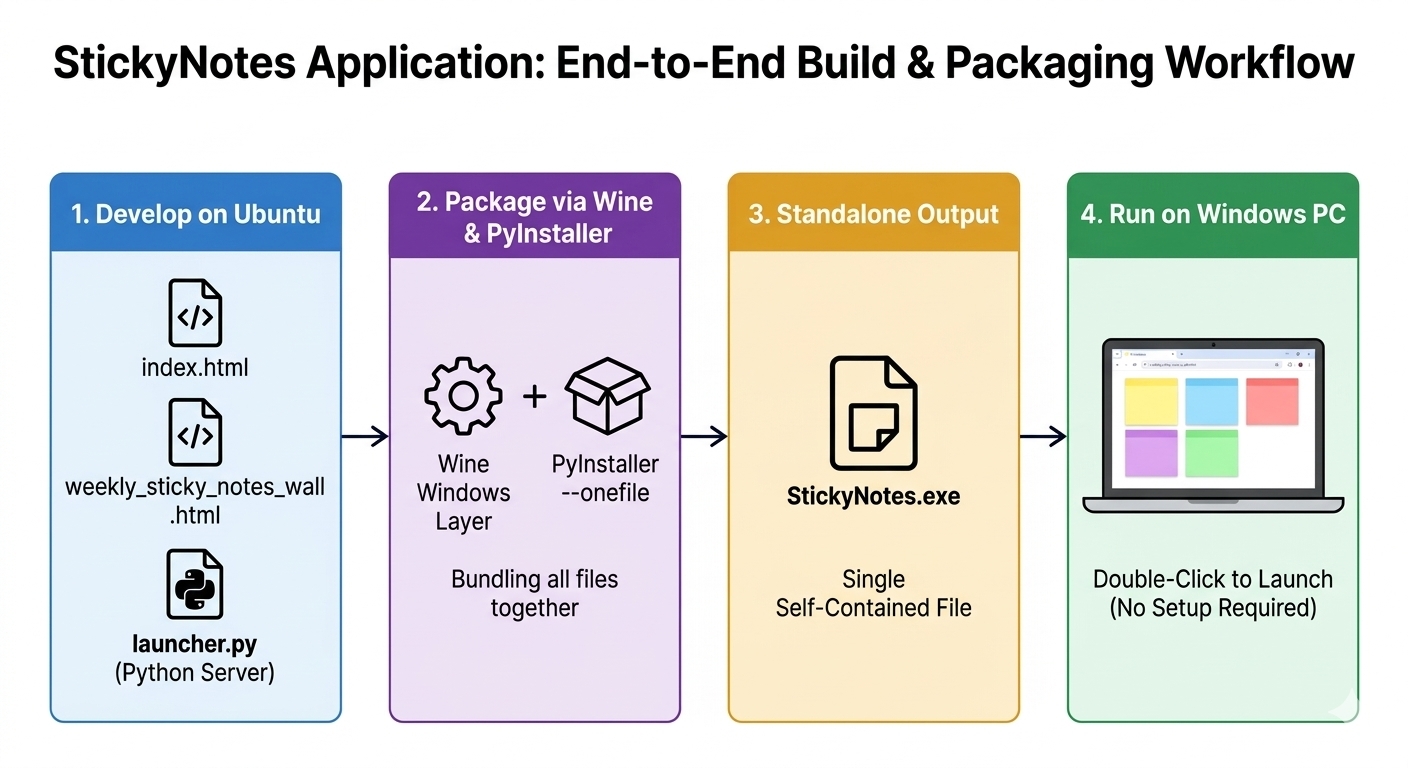 StickyNotes Application: End-to-End Build & Packaging Workflow
1. Develop on Ubuntu
</>
index.html
</>
weekly_sticky_notes_wall
.html
launcher.py
(Python Server)
2. Package via Wine
& PyInstaller
+
Wine
Windows
Layer
PyInstaller
--onefile
Bundling all files
together
3. Standalone Output
StickyNotes.exe
Single
Self-Contained File
4. Run on Windows PC
Double-Click to Launch
(No Setup Required)